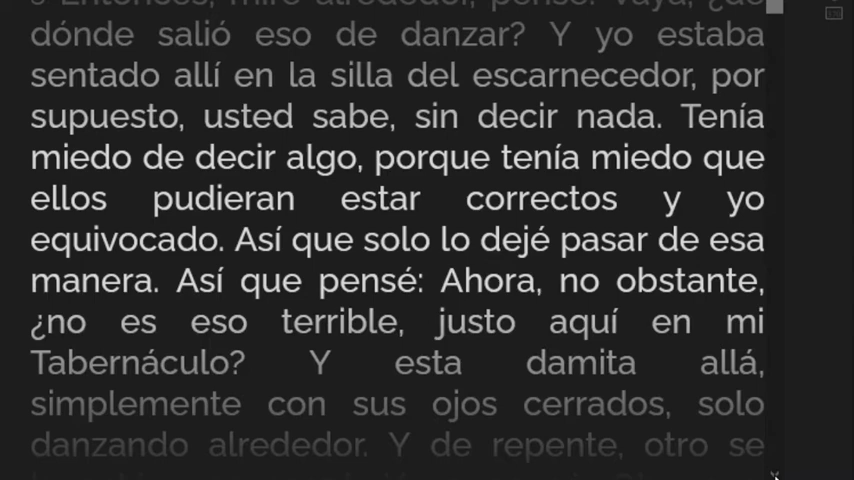 dónde salió eso de danzar? Y yo estaba
sentado allí en la silla del escarnecedor, por
supuesto, usted sabe, sin decir nada. Tenía
miedo de decir algo, porque tenía miedo que
ellos pudieran estar correctos y yo
equivocado. Así que solo lo dejé pasar de esa
manera. Así que pensé: Ahora, no obstante,
¿no es eso terrible, justo aquí en mi
Tabernáculo? Y esta damita allá,
simplemente con sus ojos cerrados, solo
danzando alrededor. Y de repente, otro se